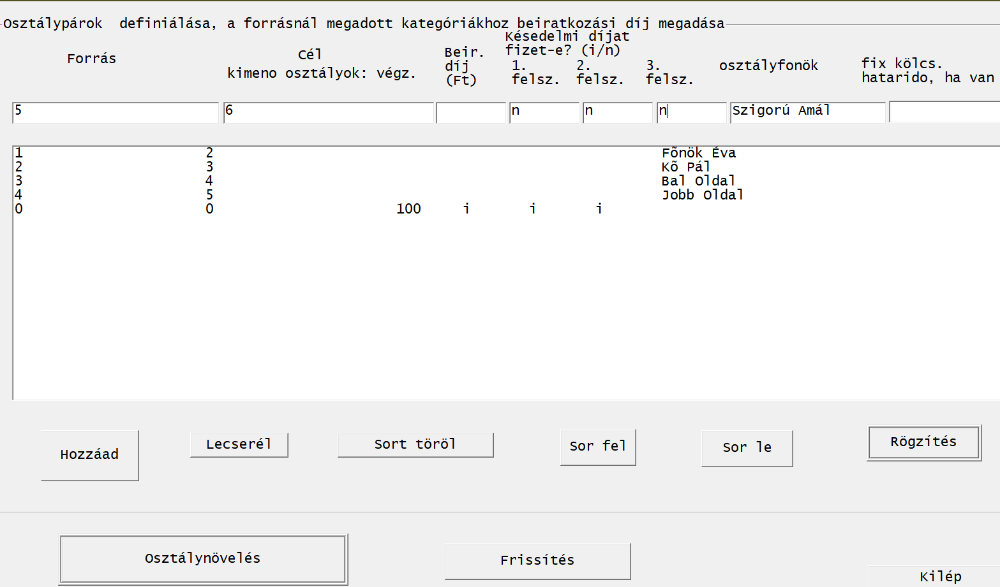 Osztálypárok  definiálása, a forrásnál megadott kategóriákhoz beiratkozási díj megadása
Forrás
Cél
kimeno osztályok: végz.
Beir.
díj
(Ft)
Késedelmi díjat
fizet-e? (i/n)
1.
felsz.
2.
felsz.
3.
felsz.
osztályfonök
fix kölcs.
hatarido, ha van
5 6 n n n Szigorú Amál
1 2 Fõnök Éva
2 3 Kõ Pál
3 4 Bal Oldal
4 5 Jobb Oldal
0 0 100 i i i
Hozzáad Lecserél Sort töröl Sor fel Sor le Rögzítés
Osztálynövelés Frissítés Kilép